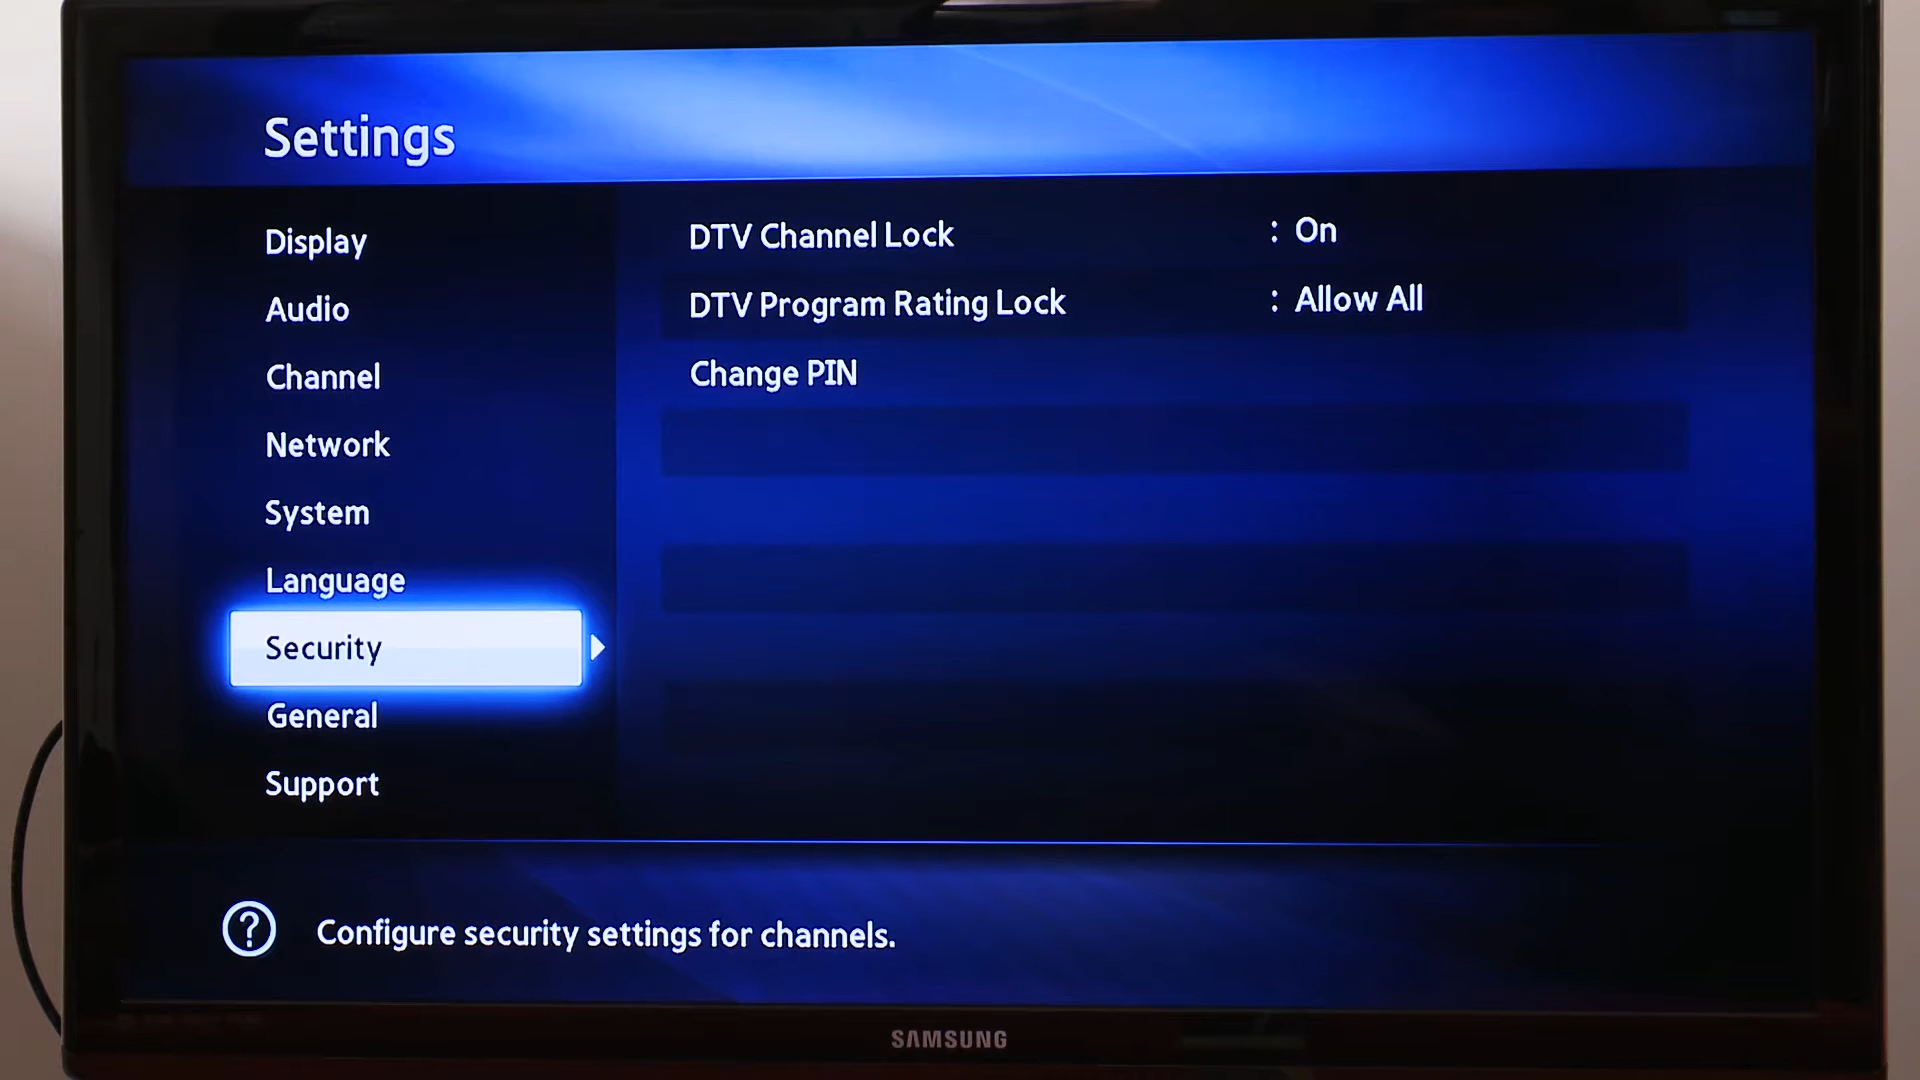 Settings
Display
Audio
Channel
Network
System
Language
Security
General
Support
DTV Channel Lock : On
DTV Program Rating Lock : Allow All
Change PIN
? Configure security settings for channels.
SAMSUNG